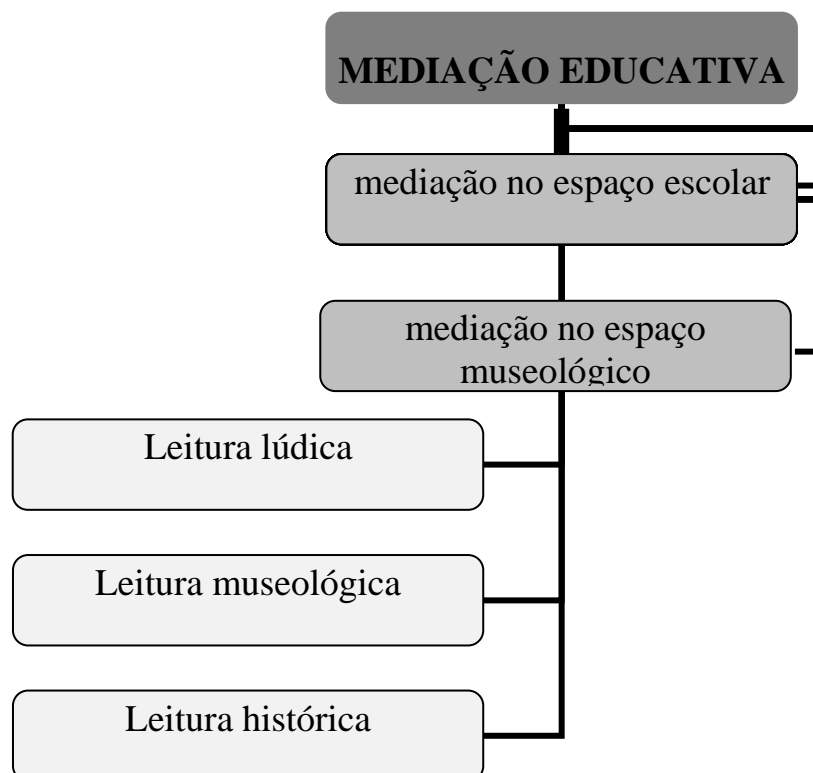 MEDIAÇÃO EDUCATIVA
mediação no espaço escolar
mediação no espaço
museológico
Leitura lúdica
Leitura museológica
Leitura histórica